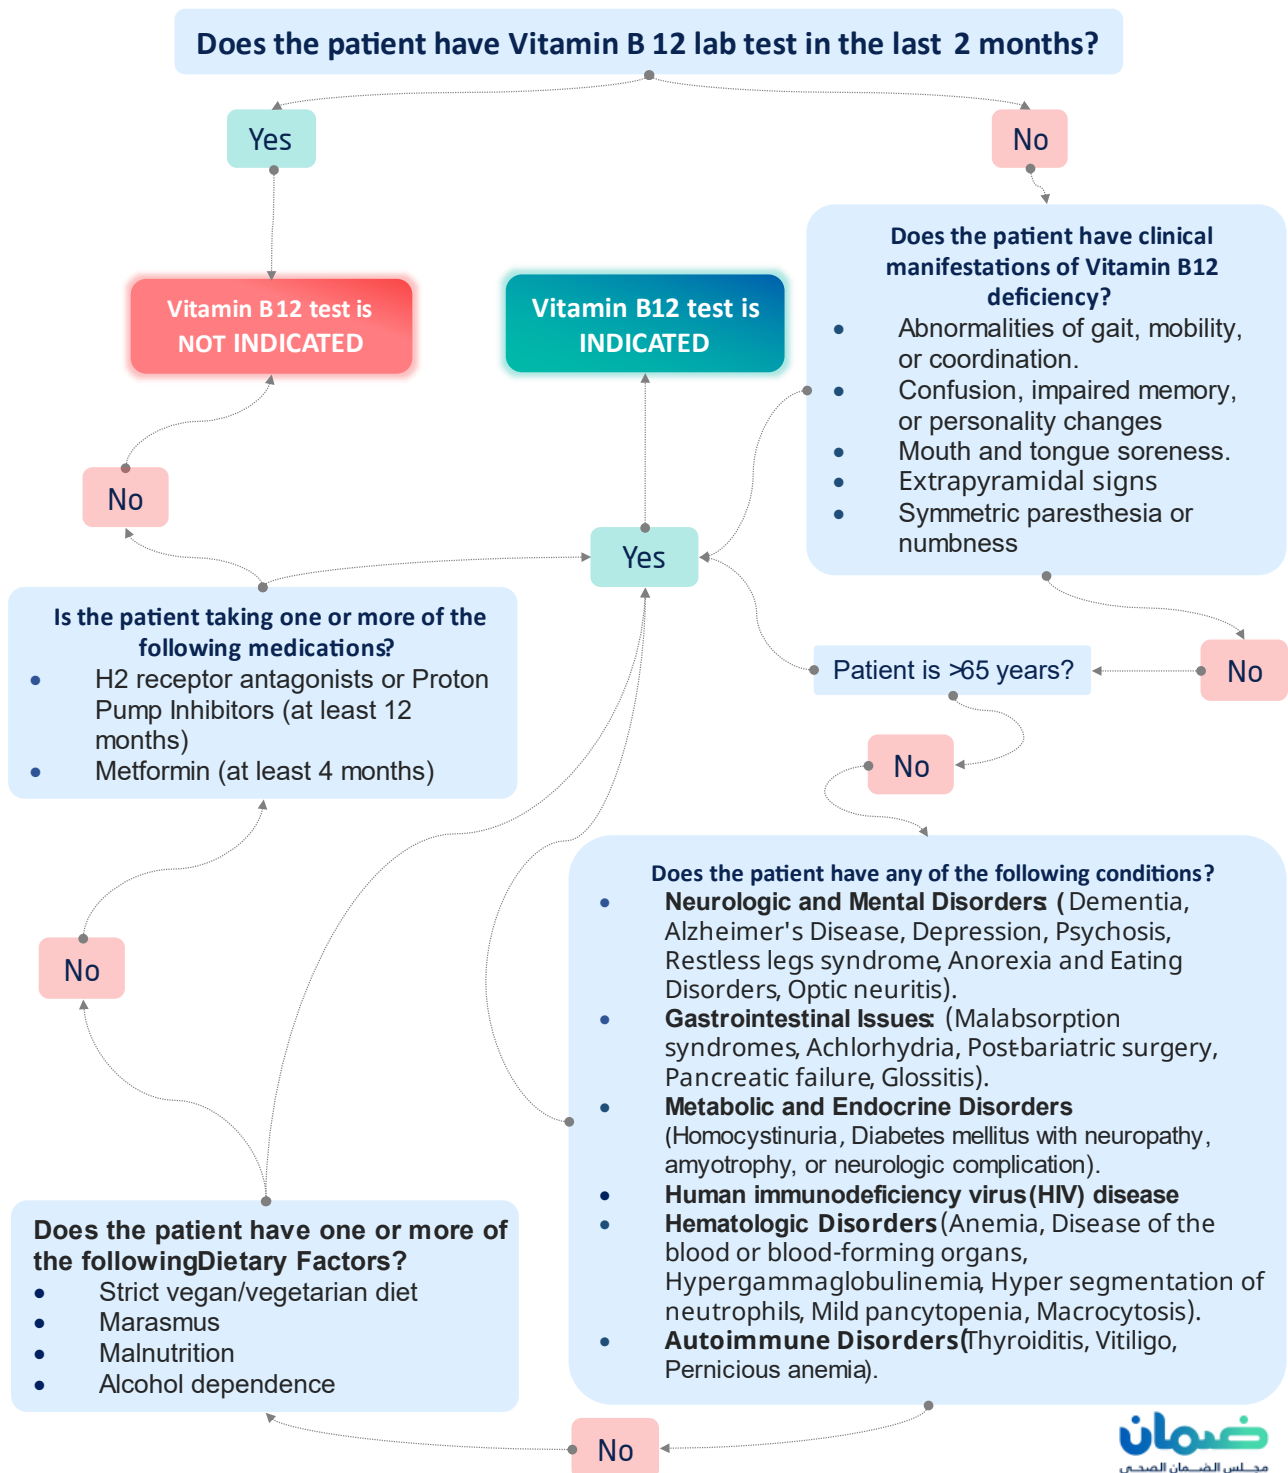 Does the patient have Vitamin B 12 lab test in the last 2 months?
Yes
No
Does the patient have clinical
manifestations of Vitamin B12
deficiency?
• Abnormalities of gait, mobility,
or coordination.
• Confusion, impaired memory,
or personality changes
• Mouth and tongue soreness.
• Extrapyramidal signs
• Symmetric paresthesia or
numbness
Vitamin B12 test is
NOT INDICATED
Vitamin B12 test is
INDICATED
No
Yes
Is the patient taking one or more of the
following medications?
• H2 receptor antagonists or Proton
Pump Inhibitors (at least 12
months)
• Metformin (at least 4 months)
Patient is >65 years?
No
No
Does the patient have any of the following conditions?
• Neurologic and Mental Disorders: (Dementia,
Alzheimer's Disease, Depression, Psychosis,
Restless legs syndrome, Anorexia and Eating
Disorders, Optic neuritis).
• Gastrointestinal Issues: (Malabsorption
syndromes, Achlorhydria, Post-bariatric surgery,
Pancreatic failure, Glossitis).
• Metabolic and Endocrine Disorders
(Homocystinuria, Diabetes mellitus with neuropathy,
amyotrophy, or neurologic complication).
• Human immunodeficiency virus (HIV) disease
• Hematologic Disorders (Anemia, Disease of the
blood or blood-forming organs,
Hypergammaglobulinemia, Hyper segmentation of
neutrophils, Mild pancytopenia, Macrocytosis).
• Autoimmune Disorders (Thyroiditis, Vitiligo,
Pernicious anemia).
No
Does the patient have one or more of
the following Dietary Factors?
• Strict vegan/vegetarian diet
• Marasmus
• Malnutrition
• Alcohol dependence
No
ضمان
مجلس الضمان الصحي